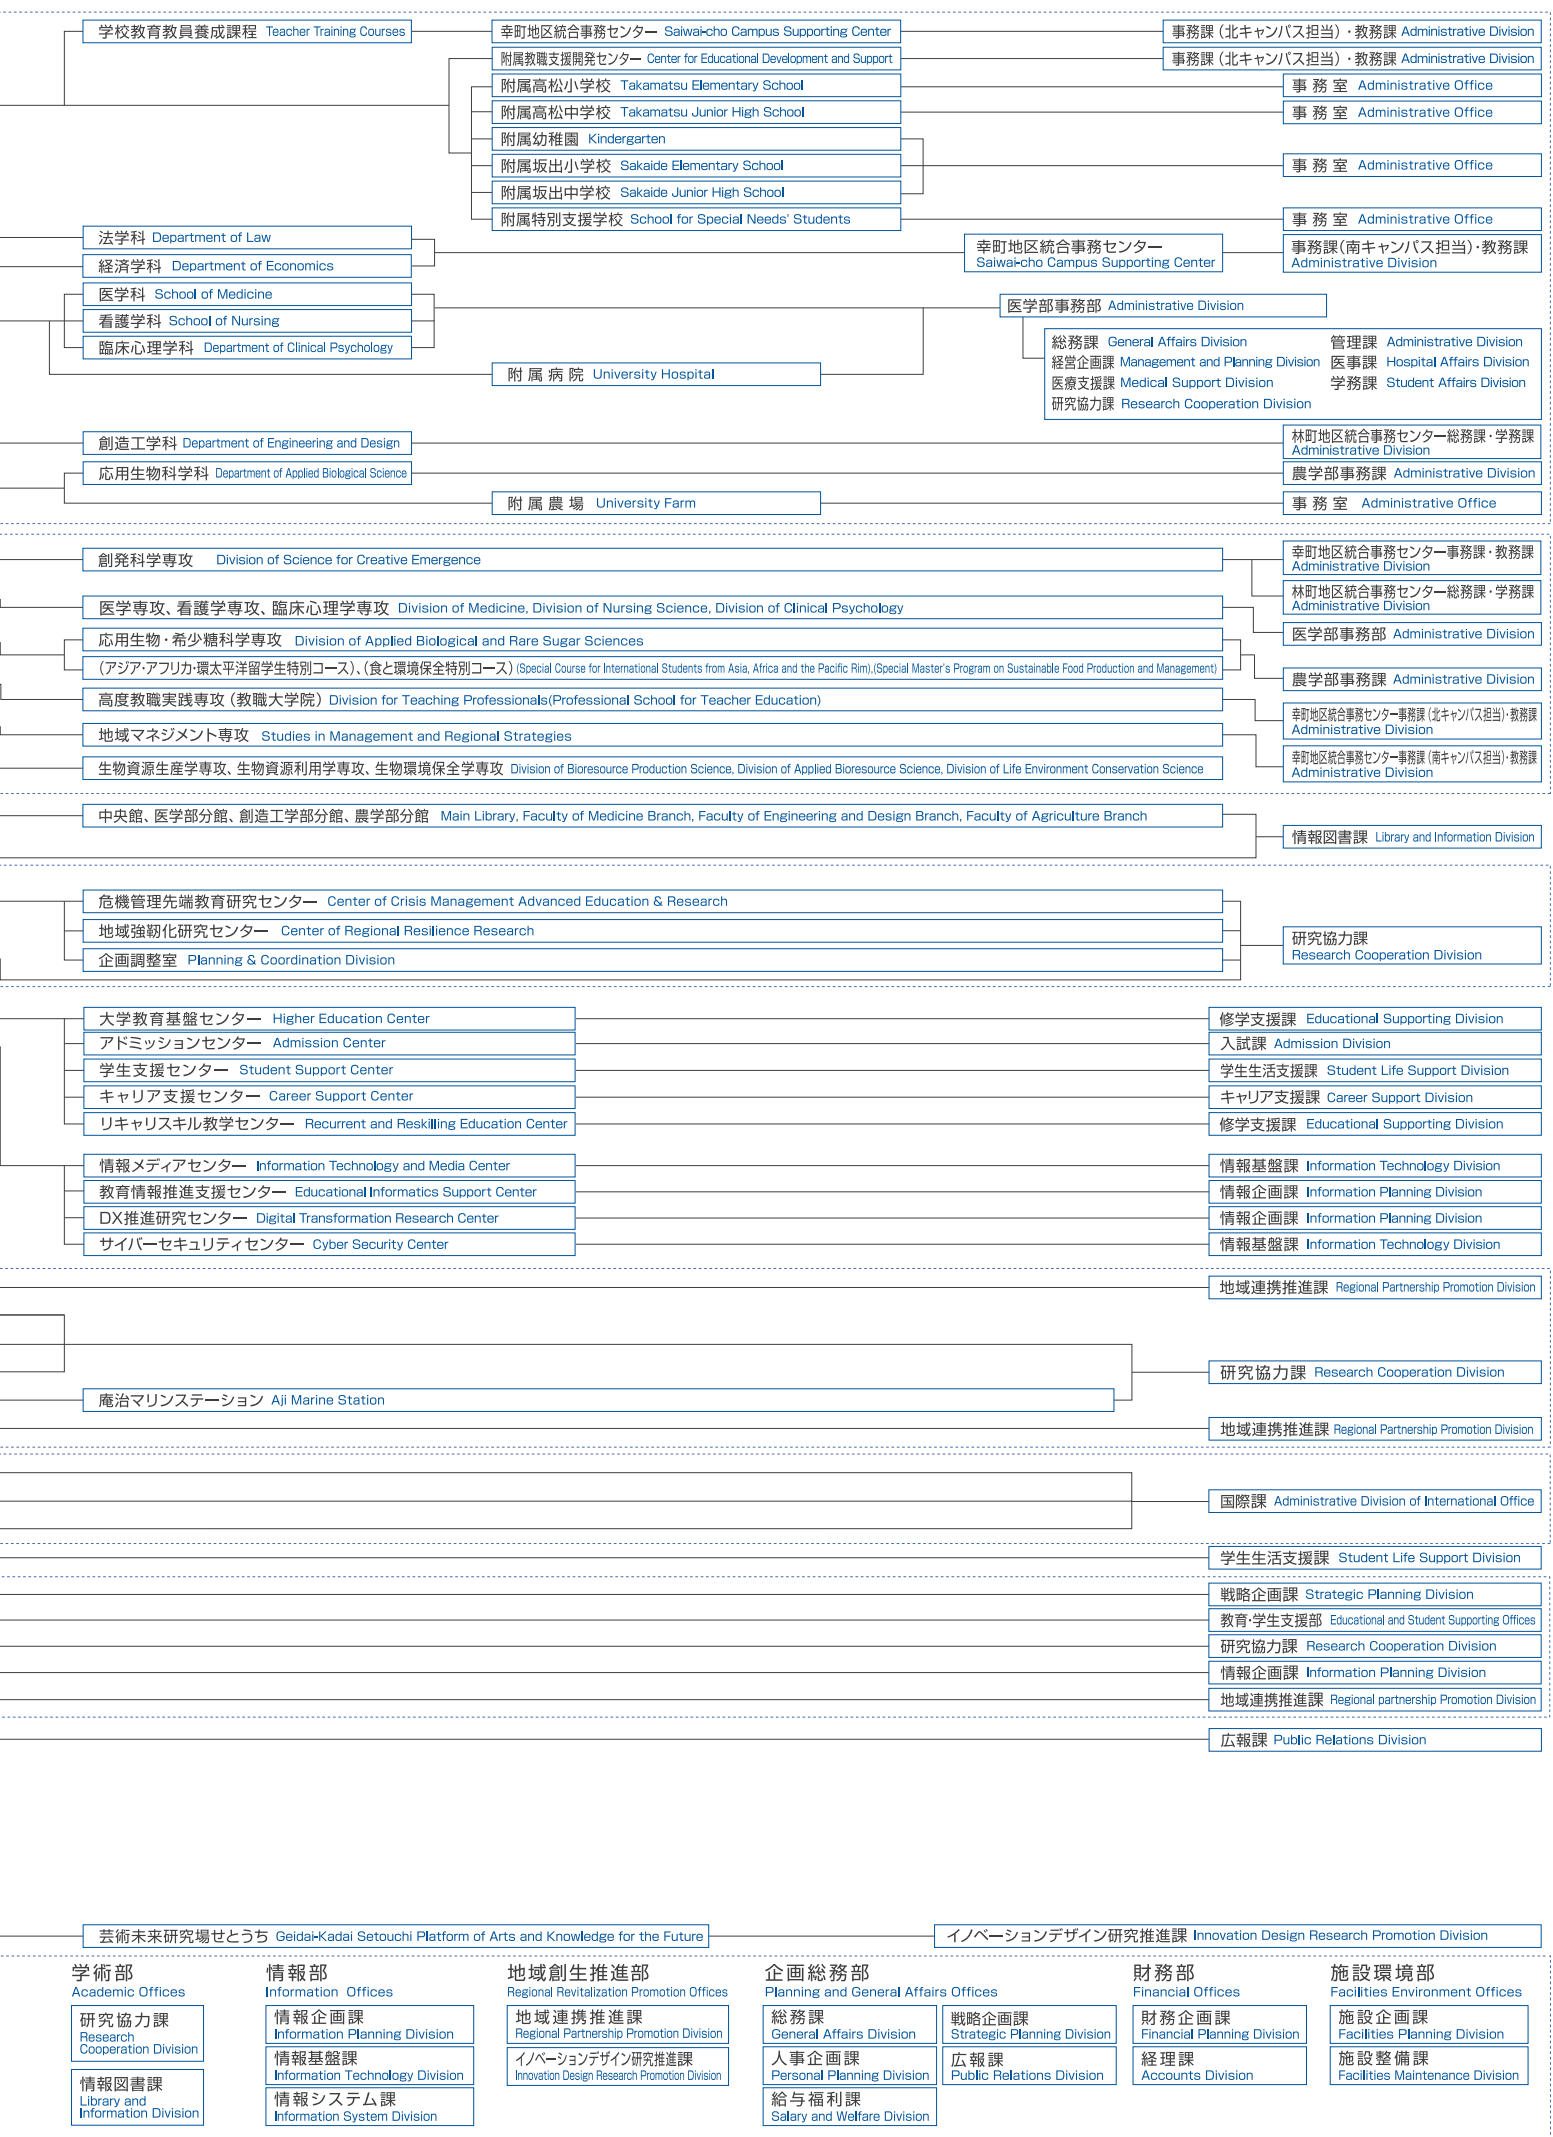 学校教育教員養成課程 Teacher Training Courses
幸町地区統合事務センター Saiwai-cho Campus Supporting Center
事務課（北キャンパス担当）・教務課 Administrative Division
附属教職支援開発センター Center for Educational Development and Support
事務課（北キャンパス担当）・教務課 Administrative Division
附属高松小学校 Takamatsu Elementary School
事 務 室 Administrative Office
附属高松中学校 Takamatsu Junior High School
事 務 室 Administrative Office
附属幼稚園 Kindergarten
附属坂出小学校 Sakaide Elementary School
事 務 室 Administrative Office
附属坂出中学校 Sakaide Junior High School
附属特別支援学校 School for Special Needs' Students
事 務 室 Administrative Office
法学科 Department of Law
経済学科 Department of Economics
幸町地区統合事務センター
Saiwai-cho Campus Supporting Center
事務課（南キャンパス担当）・教務課
Administrative Division
医学科 School of Medicine
看護学科 School of Nursing
臨床心理学科 Department of Clinical Psychology
附 属 病 院 University Hospital
医学部事務部 Administrative Division
総務課 General Affairs Division 管理課 Administrative Division
経営企画課 Management and Planning Division 医事課 Hospital Affairs Division
医療支援課 Medical Support Division 学務課 Student Affairs Division
研究協力課 Research Cooperation Division
創造工学科 Department of Engineering and Design
林町地区統合事務センター総務課・学務課
Administrative Division
応用生物科学科 Department of Applied Biological Science
農学部事務課 Administrative Division
附 属 農 場 University Farm
事 務 室 Administrative Office
創発科学専攻 Division of Science for Creative Emergence
幸町地区統合事務センター事務課・教務課
Administrative Division
林町地区統合事務センター総務課・学務課
Administrative Division
医学専攻、看護学専攻、臨床心理学専攻 Division of Medicine, Division of Nursing Science, Division of Clinical Psychology
医学部事務部 Administrative Division
応用生物・希少糖科学専攻 Division of Applied Biological and Rare Sugar Sciences
（アジア・アフリカ・環太平洋留学生特別コース）、（食と環境保全特別コース）(Special Course for International Students from Asia, Africa and the Pacific Rim),(Special Master's Program on Sustainable Food Production and Management)
農学部事務課 Administrative Division
高度教職実践専攻（教職大学院）Division for Teaching Professionals(Professional School for Teacher Education)
幸町地区統合事務センター事務課（北キャンパス担当）・教務課
Administrative Division
地域マネジメント専攻 Studies in Management and Regional Strategies
幸町地区統合事務センター事務課（南キャンパス担当）・教務課
Administrative Division
生物資源生産学専攻、生物資源利用学専攻、生物環境保全学専攻 Division of Bioresource Production Science, Division of Applied Bioresource Science, Division of Life Environment Conservation Science
中央館、医学部分館、創造工学部分館、農学部分館 Main Library, Faculty of Medicine Branch, Faculty of Engineering and Design Branch, Faculty of Agriculture Branch
情報図書課 Library and Information Division
危機管理先端教育研究センター Center of Crisis Management Advanced Education & Research
地域強靭化研究センター Center of Regional Resilience Research
企画調整室 Planning & Coordination Division
研究協力課
Research Cooperation Division
大学教育基盤センター Higher Education Center
修学支援課 Educational Supporting Division
アドミッションセンター Admission Center
入試課 Admission Division
学生支援センター Student Support Center
学生生活支援課 Student Life Support Division
キャリア支援センター Career Support Center
キャリア支援課 Career Support Division
リキャリスキル教学センター Recurrent and Reskilling Education Center
修学支援課 Educational Supporting Division
情報メディアセンター Information Technology and Media Center
情報基盤課 Information Technology Division
教育情報推進支援センター Educational Informatics Support Center
情報企画課 Information Planning Division
DX推進研究センター Digital Transformation Research Center
情報企画課 Information Planning Division
サイバーセキュリティセンター Cyber Security Center
情報基盤課 Information Technology Division
地域連携推進課 Regional Partnership Promotion Division
研究協力課 Research Cooperation Division
庵治マリンステーション Aji Marine Station
地域連携推進課 Regional Partnership Promotion Division
国際課 Administrative Division of International Office
学生生活支援課 Student Life Support Division
戦略企画課 Strategic Planning Division
教育・学生支援部 Educational and Student Supporting Offices
研究協力課 Research Cooperation Division
情報企画課 Information Planning Division
地域連携推進課 Regional partnership Promotion Division
広報課 Public Relations Division
芸術未来研究場せとうち Geidai-Kadai Setouchi Platform of Arts and Knowledge for the Future
イノベーションデザイン研究推進課 Innovation Design Research Promotion Division
学術部
Academic Offices
研究協力課
Research
Cooperation Division
情報図書課
Library and
Information Division
情報部
Information Offices
情報企画課
Information Planning Division
情報基盤課
Information Technology Division
情報システム課
Information System Division
地域創生推進部
Regional Revitalization Promotion Offices
地域連携推進課
Regional Partnership Promotion Division
イノベーションデザイン研究推進課
Innovation Design Research Promotion Division
企画総務部
Planning and General Affairs Offices
総務課
General Affairs Division
戦略企画課
Strategic Planning Division
人事企画課
Personal Planning Division
広報課
Public Relations Division
給与福利課
Salary and Welfare Division
財務部
Financial Offices
財務企画課
Financial Planning Division
経理課
Accounts Division
施設環境部
Facilities Environment Offices
施設企画課
Facilities Planning Division
施設整備課
Facilities Maintenance Division